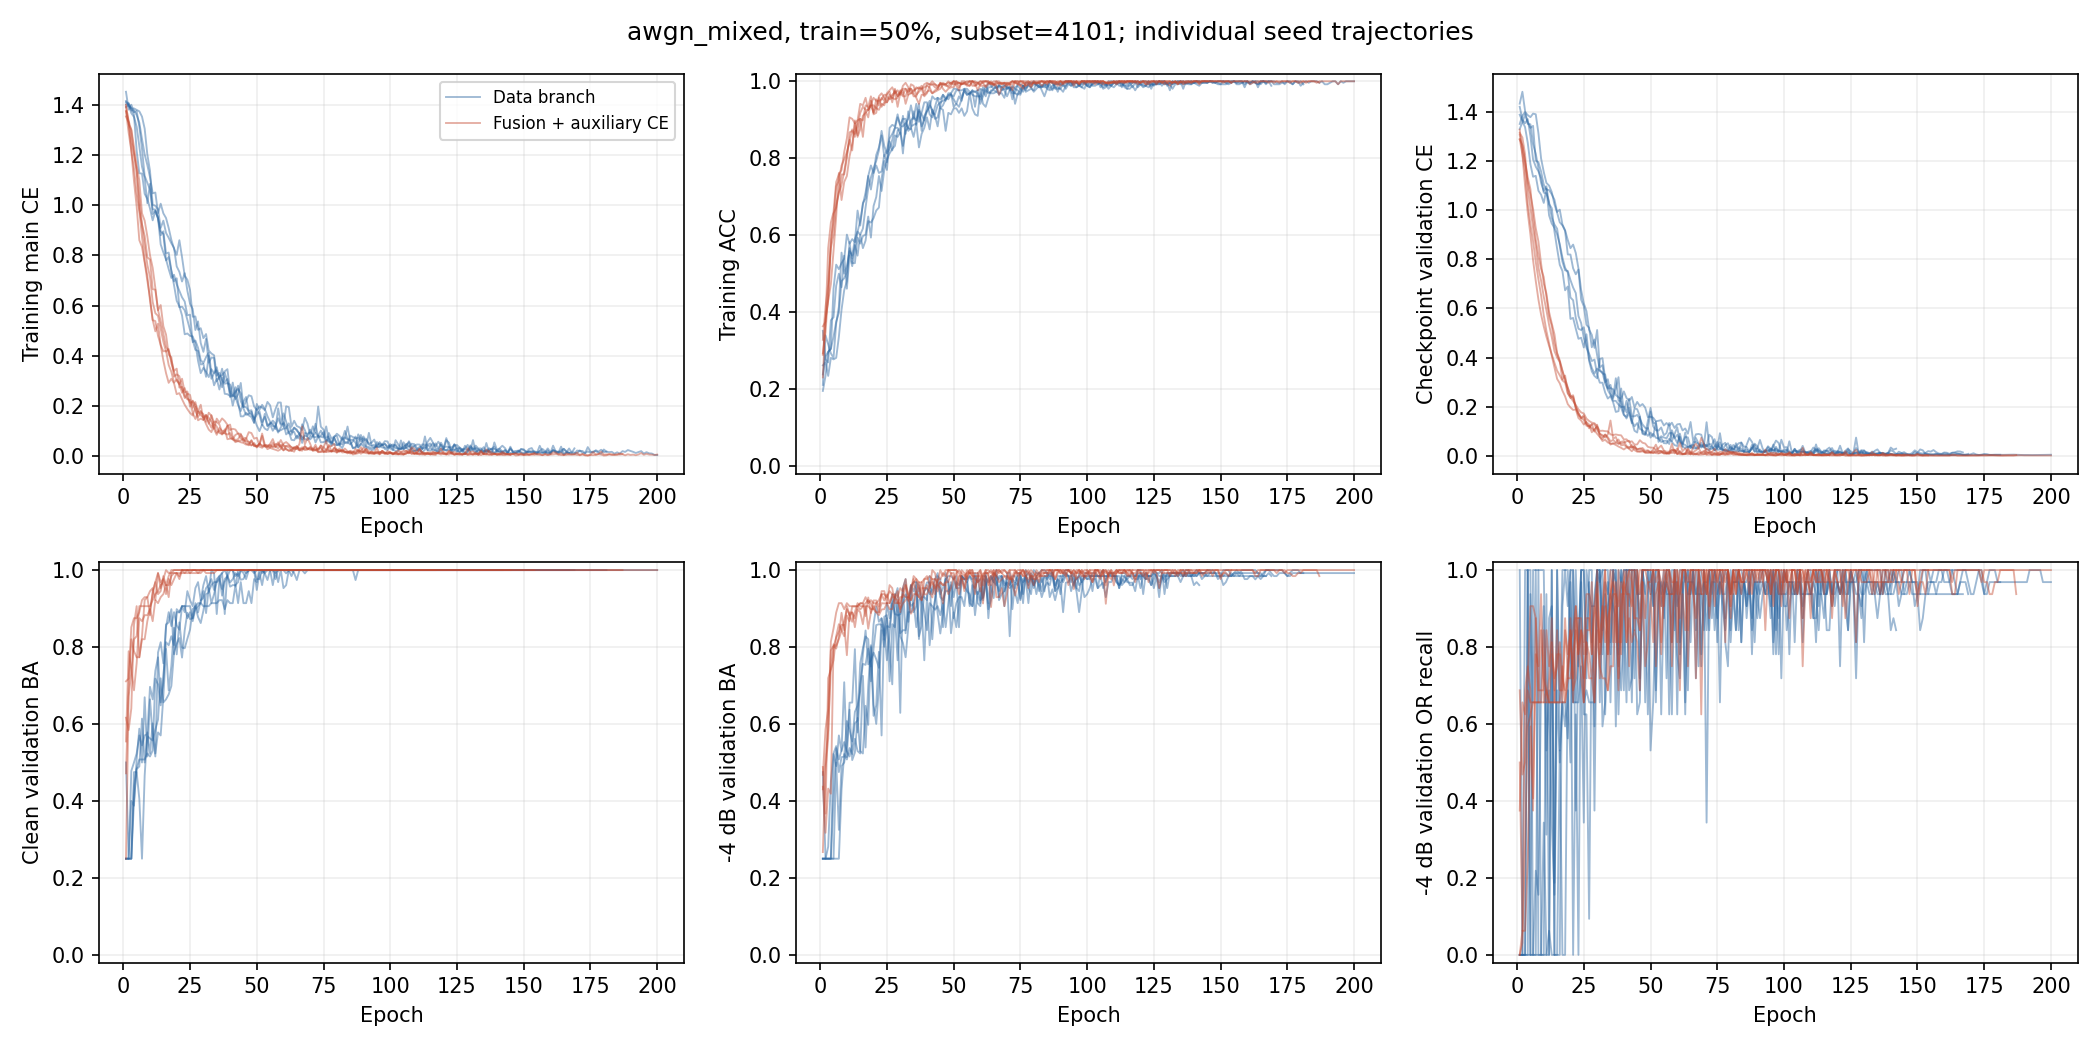 awgn_mixed, train=50%, subset=4101; individual seed trajectories
Training main CE
1.4
1.2
1.0
0.8
0.6
0.4
0.2
0.0
Data branch
Fusion + auxiliary CE
0 25 50 75 100 125 150 175 200
Epoch
Training ACC
1.0
0.8
0.6
0.4
0.2
0.0
0 25 50 75 100 125 150 175 200
Epoch
Checkpoint validation CE
1.4
1.2
1.0
0.8
0.6
0.4
0.2
0.0
0 25 50 75 100 125 150 175 200
Epoch
Clean validation BA
1.0
0.8
0.6
0.4
0.2
0.0
0 25 50 75 100 125 150 175 200
Epoch
-4 dB validation BA
1.0
0.8
0.6
0.4
0.2
0.0
0 25 50 75 100 125 150 175 200
Epoch
-4 dB validation OR recall
1.0
0.8
0.6
0.4
0.2
0.0
0 25 50 75 100 125 150 175 200
Epoch